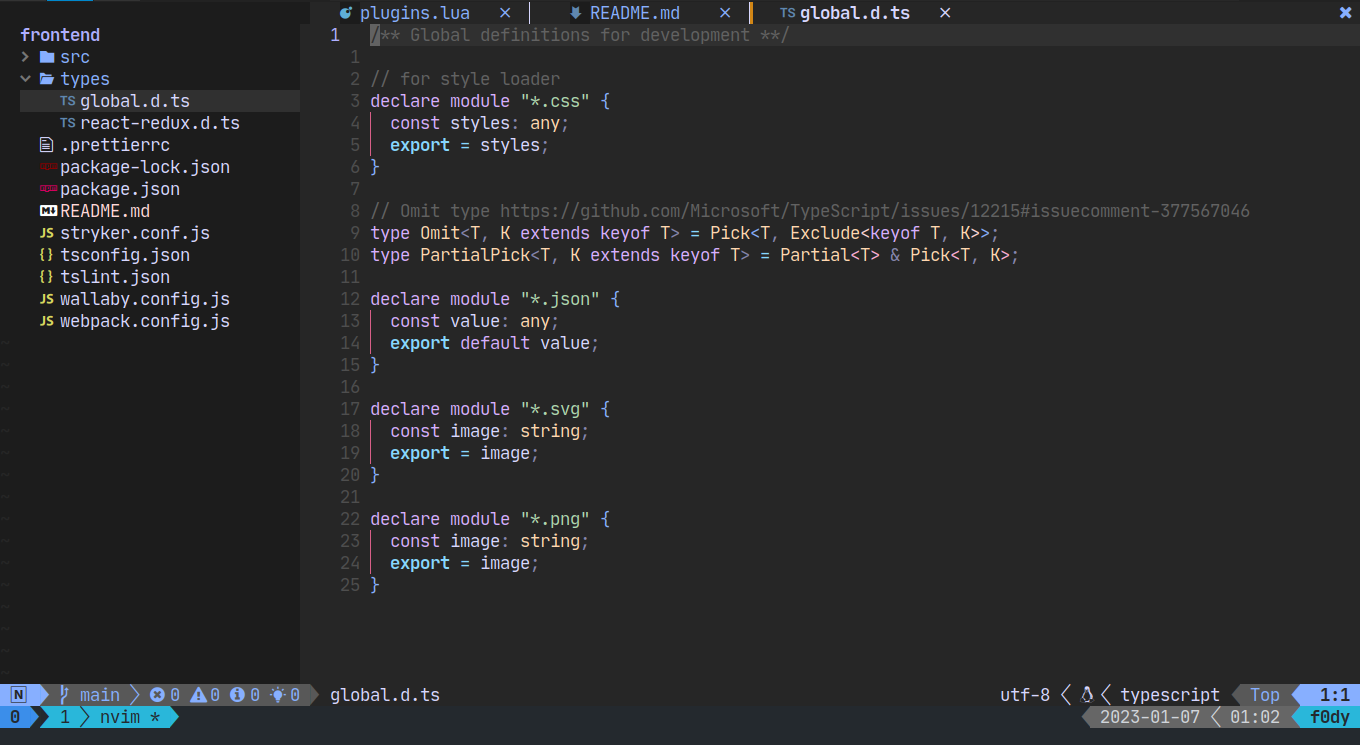 plugins.lua × README.md × TS global.d.ts ×
frontend
src
types
TS global.d.ts
TS react-redux.d.ts
.prettierrc
package-lock.json
package.json
README.md
JS stryker.conf.js
{} tsconfig.json
{} tslint.json
JS wallaby.config.js
JS webpack.config.js
1 /** Global definitions for development **/
1
2 // for style loader
3 declare module "*.css" {
4 const styles: any;
5 export = styles;
6 }
7
8 // Omit type https://github.com/Microsoft/TypeScript/issues/12215#issuecomment-377567046
9 type Omit<T, K extends keyof T> = Pick<T, Exclude<keyof T, K>>;
10 type PartialPick<T, K extends keyof T> = Partial<T> & Pick<T, K>;
11
12 declare module "*.json" {
13 const value: any;
14 export default value;
15 }
16
17 declare module "*.svg" {
18 const image: string;
19 export = image;
20 }
21
22 declare module "*.png" {
23 const image: string;
24 export = image;
25 }
N main 0 0 0 0 global.d.ts utf-8 typescript Top 1:1
0 1 nvim * 2023-01-07 01:02 f0dy